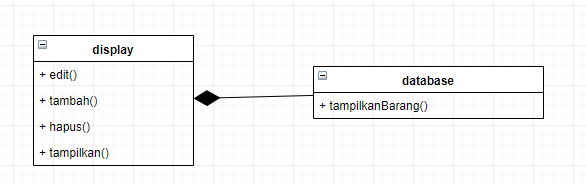 display
+ edit()
+ tambah()
+ hapus()
+ tampilkan()
database
+ tampilkanBarang()